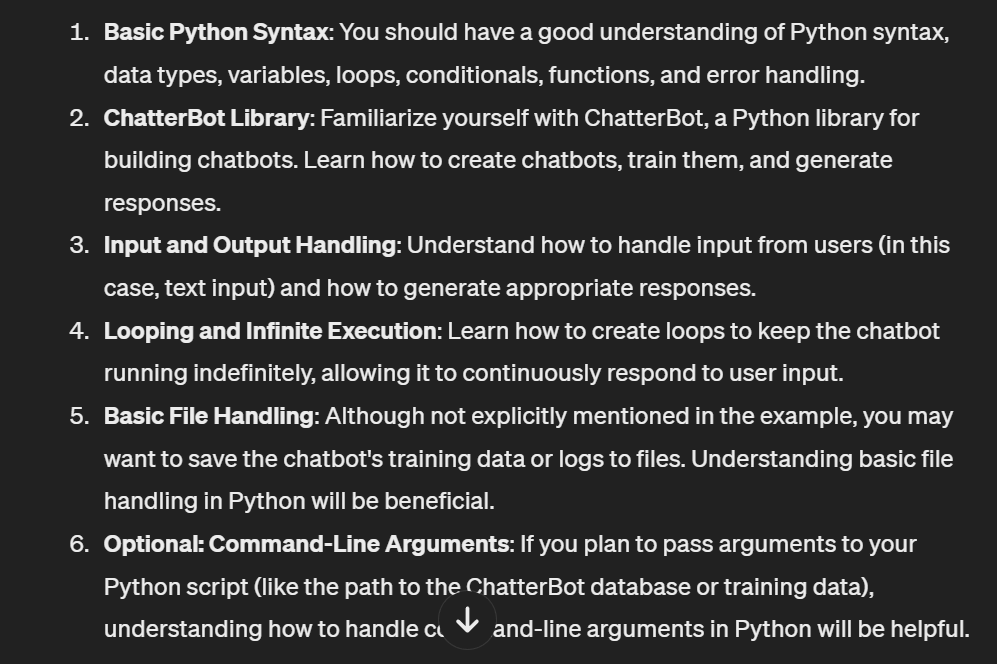 1. Basic Python Syntax: You should have a good understanding of Python syntax,
data types, variables, loops, conditionals, functions, and error handling.
2. ChatterBot Library: Familiarize yourself with ChatterBot, a Python library for
building chatbots. Learn how to create chatbots, train them, and generate
responses.
3. Input and Output Handling: Understand how to handle input from users (in this
case, text input) and how to generate appropriate responses.
4. Looping and Infinite Execution: Learn how to create loops to keep the chatbot
running indefinitely, allowing it to continuously respond to user input.
5. Basic File Handling: Although not explicitly mentioned in the example, you may
want to save the chatbot's training data or logs to files. Understanding basic file
handling in Python will be beneficial.
6. Optional: Command-Line Arguments: If you plan to pass arguments to your
Python script (like the path to the ChatterBot database or training data),
understanding how to handle and-line arguments in Python will be helpful.